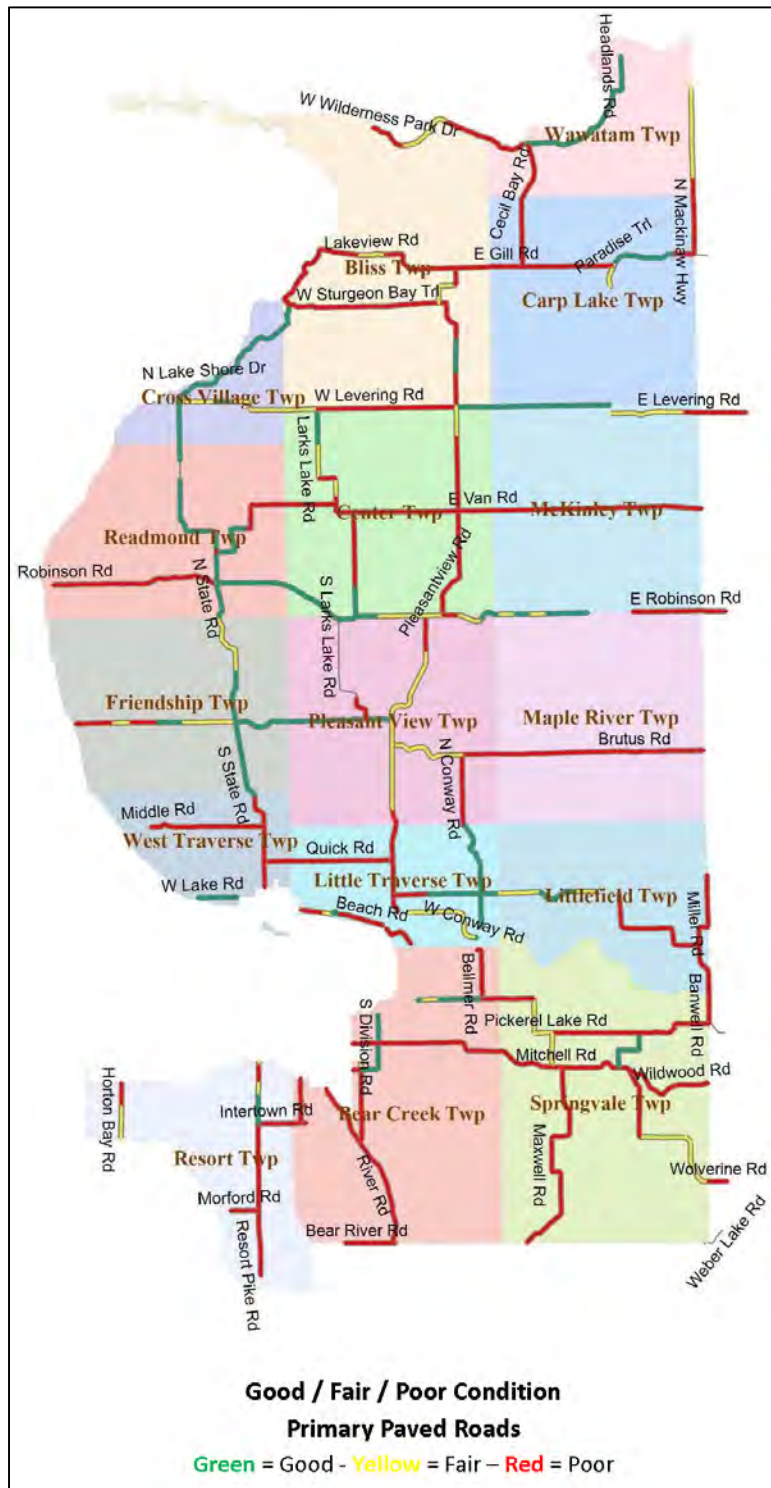 Headlands Rd
W Wilderness Park Dr
Wawatam Twp
Cecil Bay Rd
N Mackinaw Hwy
Lakeview Rd
E Gill Rd
Paradise Trl
Bliss Twp
W Sturgeon Bay Trl
Carp Lake Twp
N Lake Shore Dr
Cross Village Twp
W Levering Rd
E Levering Rd
Larks Lake Rd
E Van Rd
Center Twp
McKinley Twp
Readmond Twp
Robinson Rd
N State Rd
S Larks Lake Rd
Pleasantview Rd
E Robinson Rd
Friendship Twp
Pleasant View Twp
Maple River Twp
Brutus Rd
S State Rd
N Conway Rd
Middle Rd
West Traverse Twp
Quick Rd
W Lake Rd
Little Traverse Twp
Littlefield Twp
Beach Rd
W Conway Rd
Miller Rd
Bellmer Rd
Banwell Rd
Pickerel Lake Rd
S Division Rd
Mitchell Rd
Wildwood Rd
Horton Bay Rd
Intertown Rd
Bear Creek Twp
Springvale Twp
Resort Twp
River Rd
Maxwell Rd
Wolverine Rd
Morford Rd
Resort Pike Rd
Bear River Rd
Weber Lake Rd
Good / Fair / Poor Condition
Primary Paved Roads
Green = Good - Yellow = Fair – Red = Poor